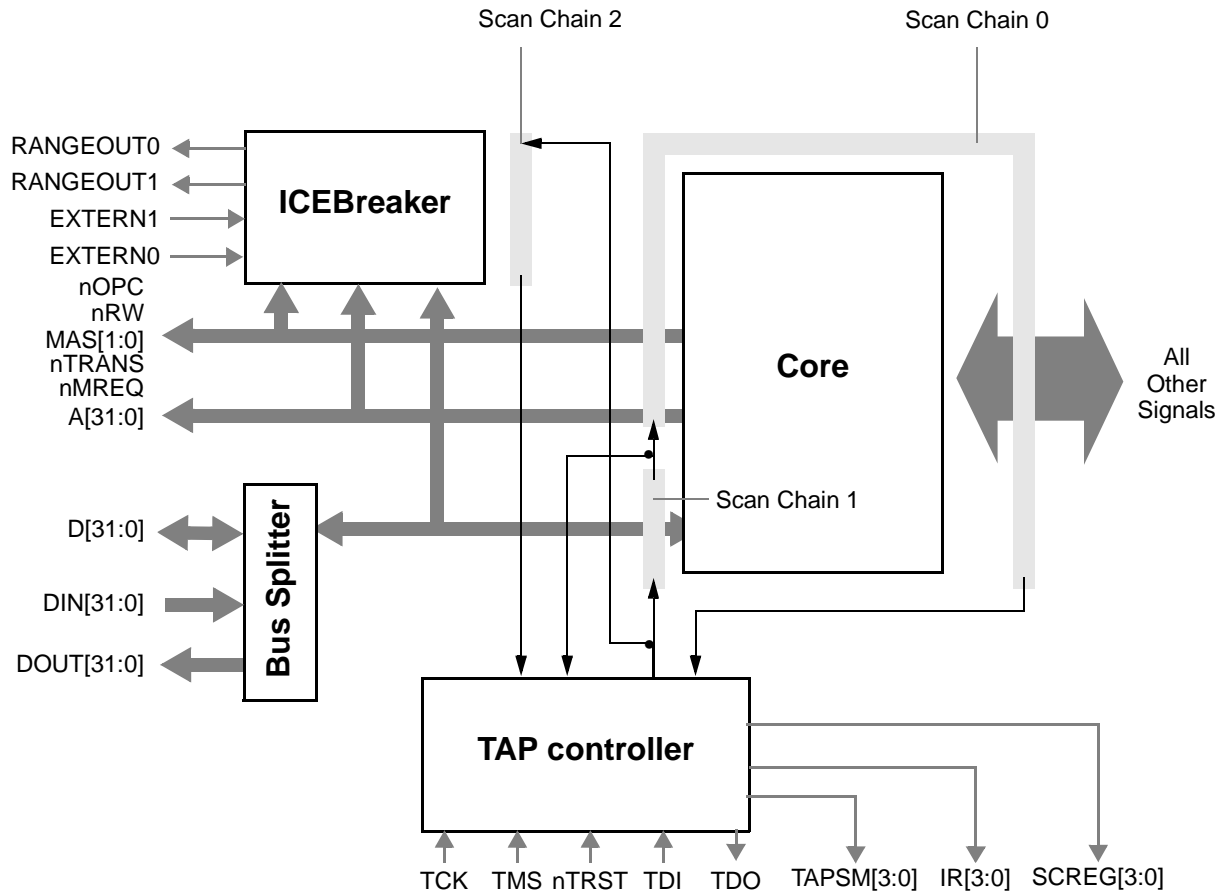 Scan Chain 2
Scan Chain 0
RANGEOUT0
RANGEOUT1
EXTERN1
EXTERN0
nOPC
nRW
MAS[1:0]
nTRANS
nMREQ
A[31:0]
ICEBreaker
Core
All
Other
Signals
Scan Chain 1
D[31:0]
DIN[31:0]
DOUT[31:0]
Bus Splitter
TAP controller
TCK
TMS
nTRST
TDI
TDO
TAPSM[3:0]
IR[3:0]
SCREG[3:0]